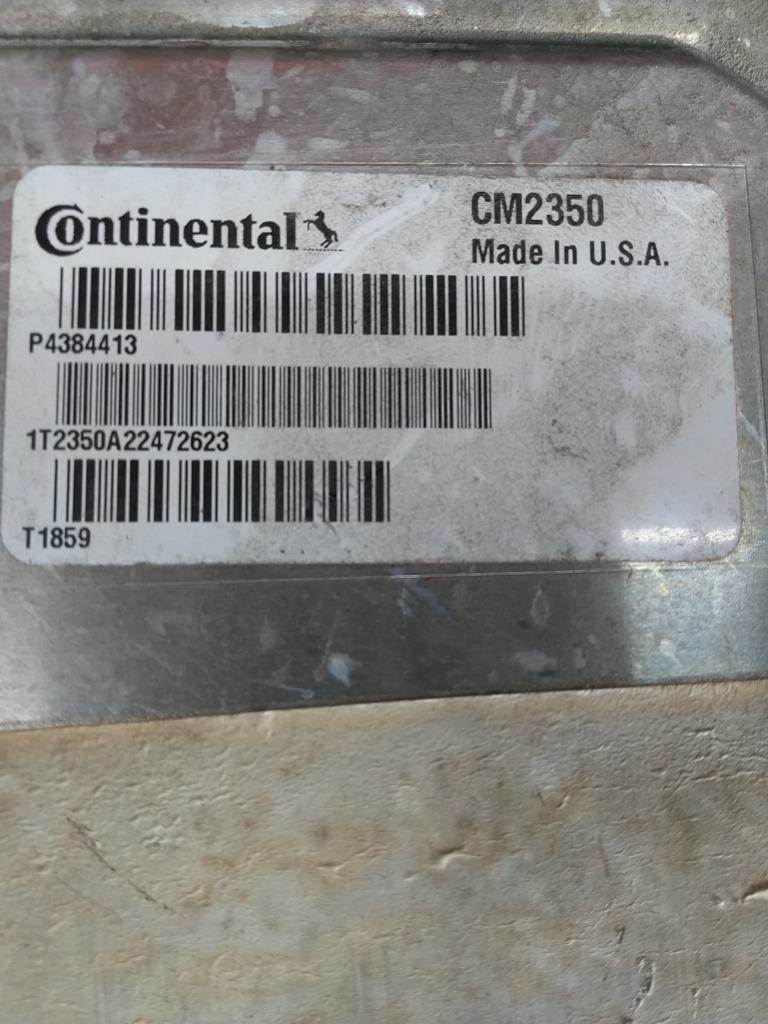 Continental
CM2350
Made In U.S.A.
P4384413
1T2350A22472623
T1859